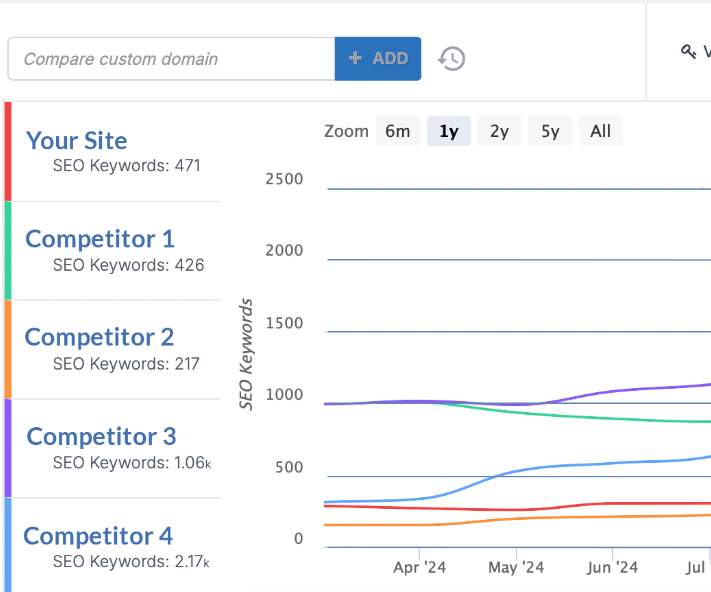 Compare custom domain
+ ADD
V
Your Site
SEO Keywords: 471
Competitor 1
SEO Keywords: 426
Competitor 2
SEO Keywords: 217
Competitor 3
SEO Keywords: 1.06k
Competitor 4
SEO Keywords: 2.17k
Zoom 6m 1y 2y 5y All
SEO Keywords
2500
2000
1500
1000
500
0
Apr '24 May '24 Jun '24 Jul